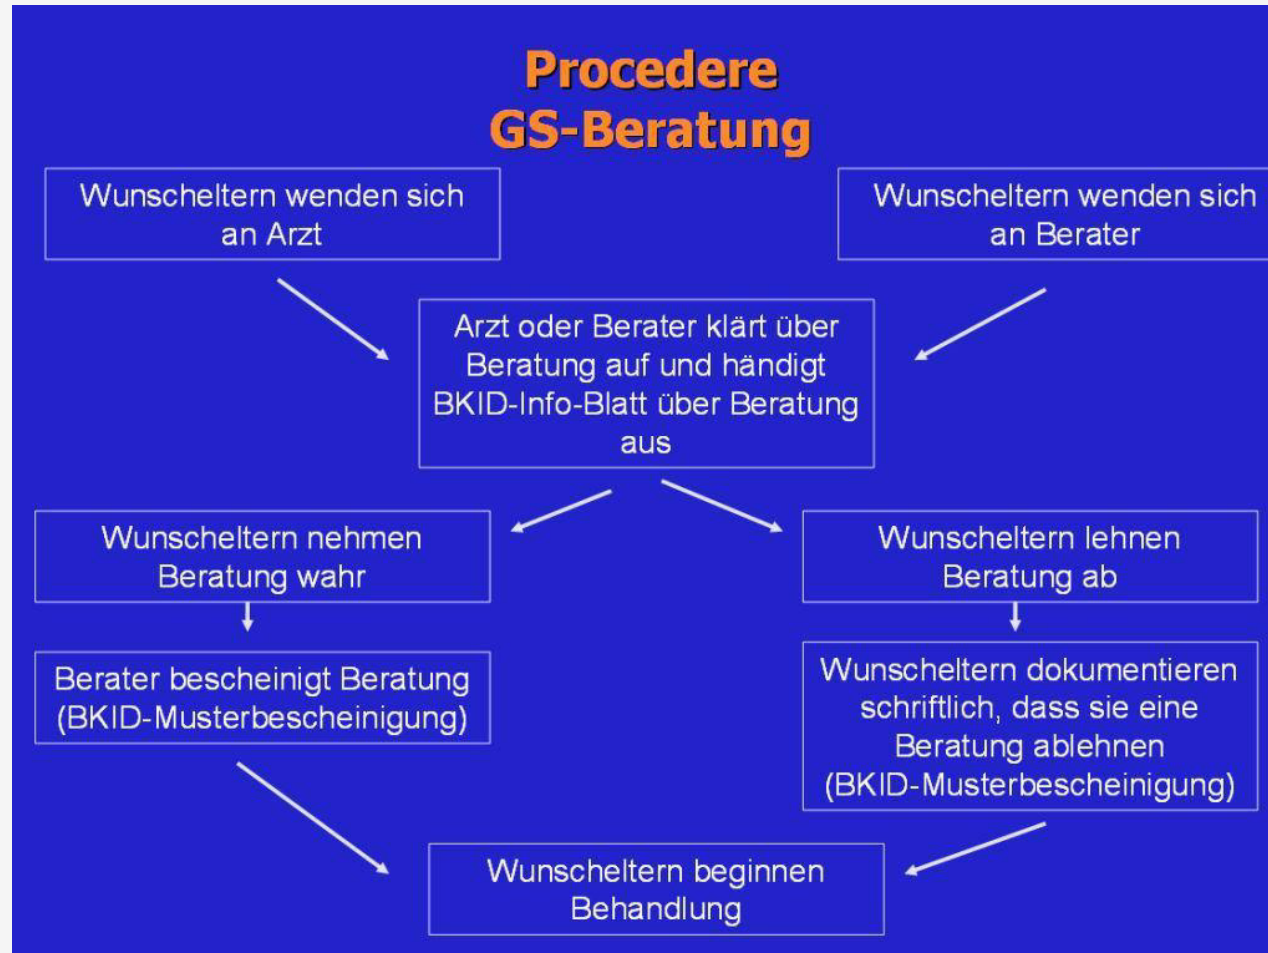 Procedere
GS-Beratung
Wunscheltern wenden sich
an Arzt
Wunscheltern wenden sich
an Berater
Arzt oder Berater klärt über
Beratung auf und händigt
BKID-Info-Blatt über Beratung
aus
Wunscheltern nehmen
Beratung wahr
Wunscheltern lehnen
Beratung ab
Berater bescheinigt Beratung
(BKID-Musterbescheinigung)
Wunscheltern dokumentieren
schriftlich, dass sie eine
Beratung ablehnen
(BKID-Musterbescheinigung)
Wunscheltern beginnen
Behandlung